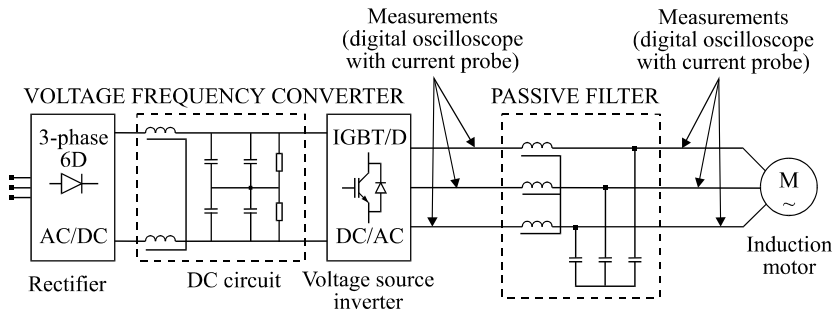 Measurements
(digital oscilloscope
with current probe)
Measurements
(digital oscilloscope
with current probe)
VOLTAGE FREQUENCY CONVERTER
PASSIVE FILTER
3-phase
6D
AC/DC
IGBT/D
DC/AC
M
~
Rectifier
DC circuit
Voltage source
inverter
Induction
motor